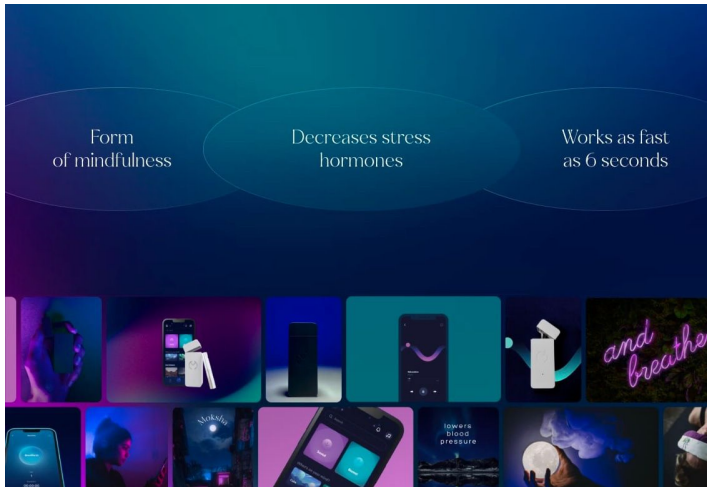 Form
of mindfulness
Decreases stress
hormones
Works as fast
as 6 seconds
and
breathe
Moksha
lowers
blood
pressure